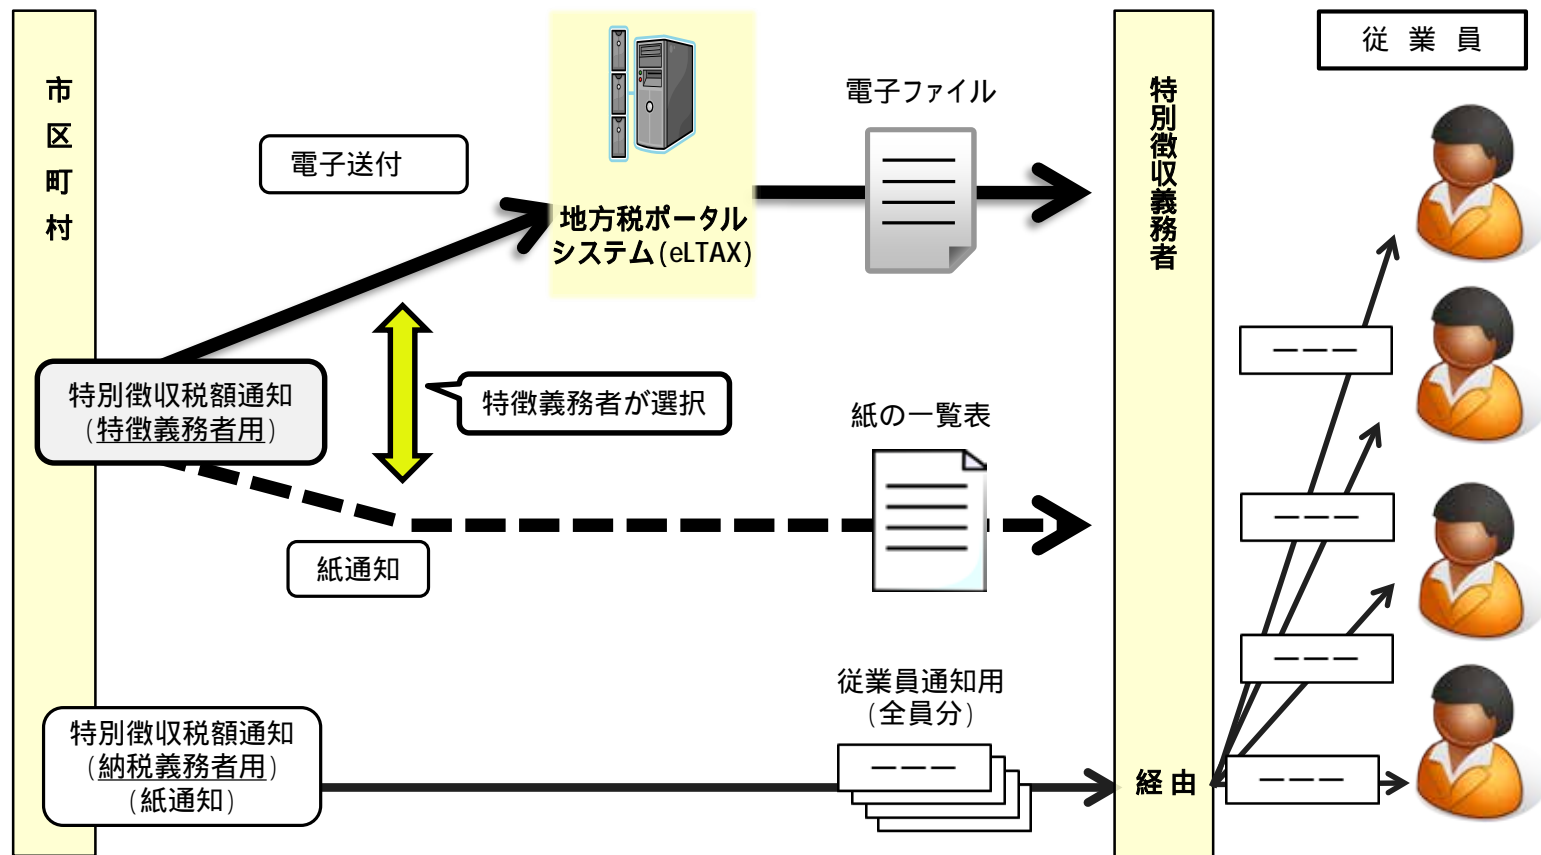 市区町村
電子送付
地方税ポータル
システム(eLTAX)
電子ファイル
特別徴収義務者
従業員
特別徴収税額通知
(特徴義務者用)
特徴義務者が選択
紙の一覧表
紙通知
特別徴収税額通知
(納税義務者用)
(紙通知)
従業員通知用
(全員分)
経由